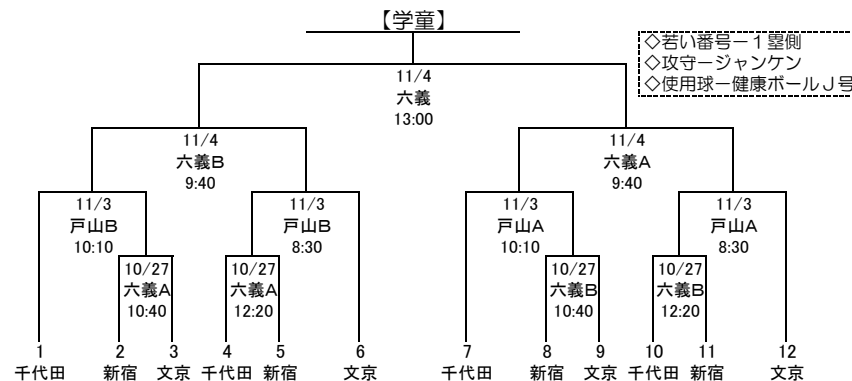 【学童】
◇若い番号－１塁側
◇攻守－ジャンケン
◇使用球－健康ボールＪ号
11/4
六義
13:00
11/4
六義Ｂ
9:40
11/4
六義Ａ
9:40
11/3
戸山Ｂ
10:10
11/3
戸山Ｂ
8:30
11/3
戸山Ａ
10:10
11/3
戸山Ａ
8:30
10/27
六義Ａ
10:40
10/27
六義Ａ
12:20
10/27
六義Ｂ
10:40
10/27
六義Ｂ
12:20
1 2 3 4 5 6 7 8 9 10 11 12
千代田 新宿 文京 千代田 新宿 文京 千代田 新宿 文京 千代田 新宿 文京